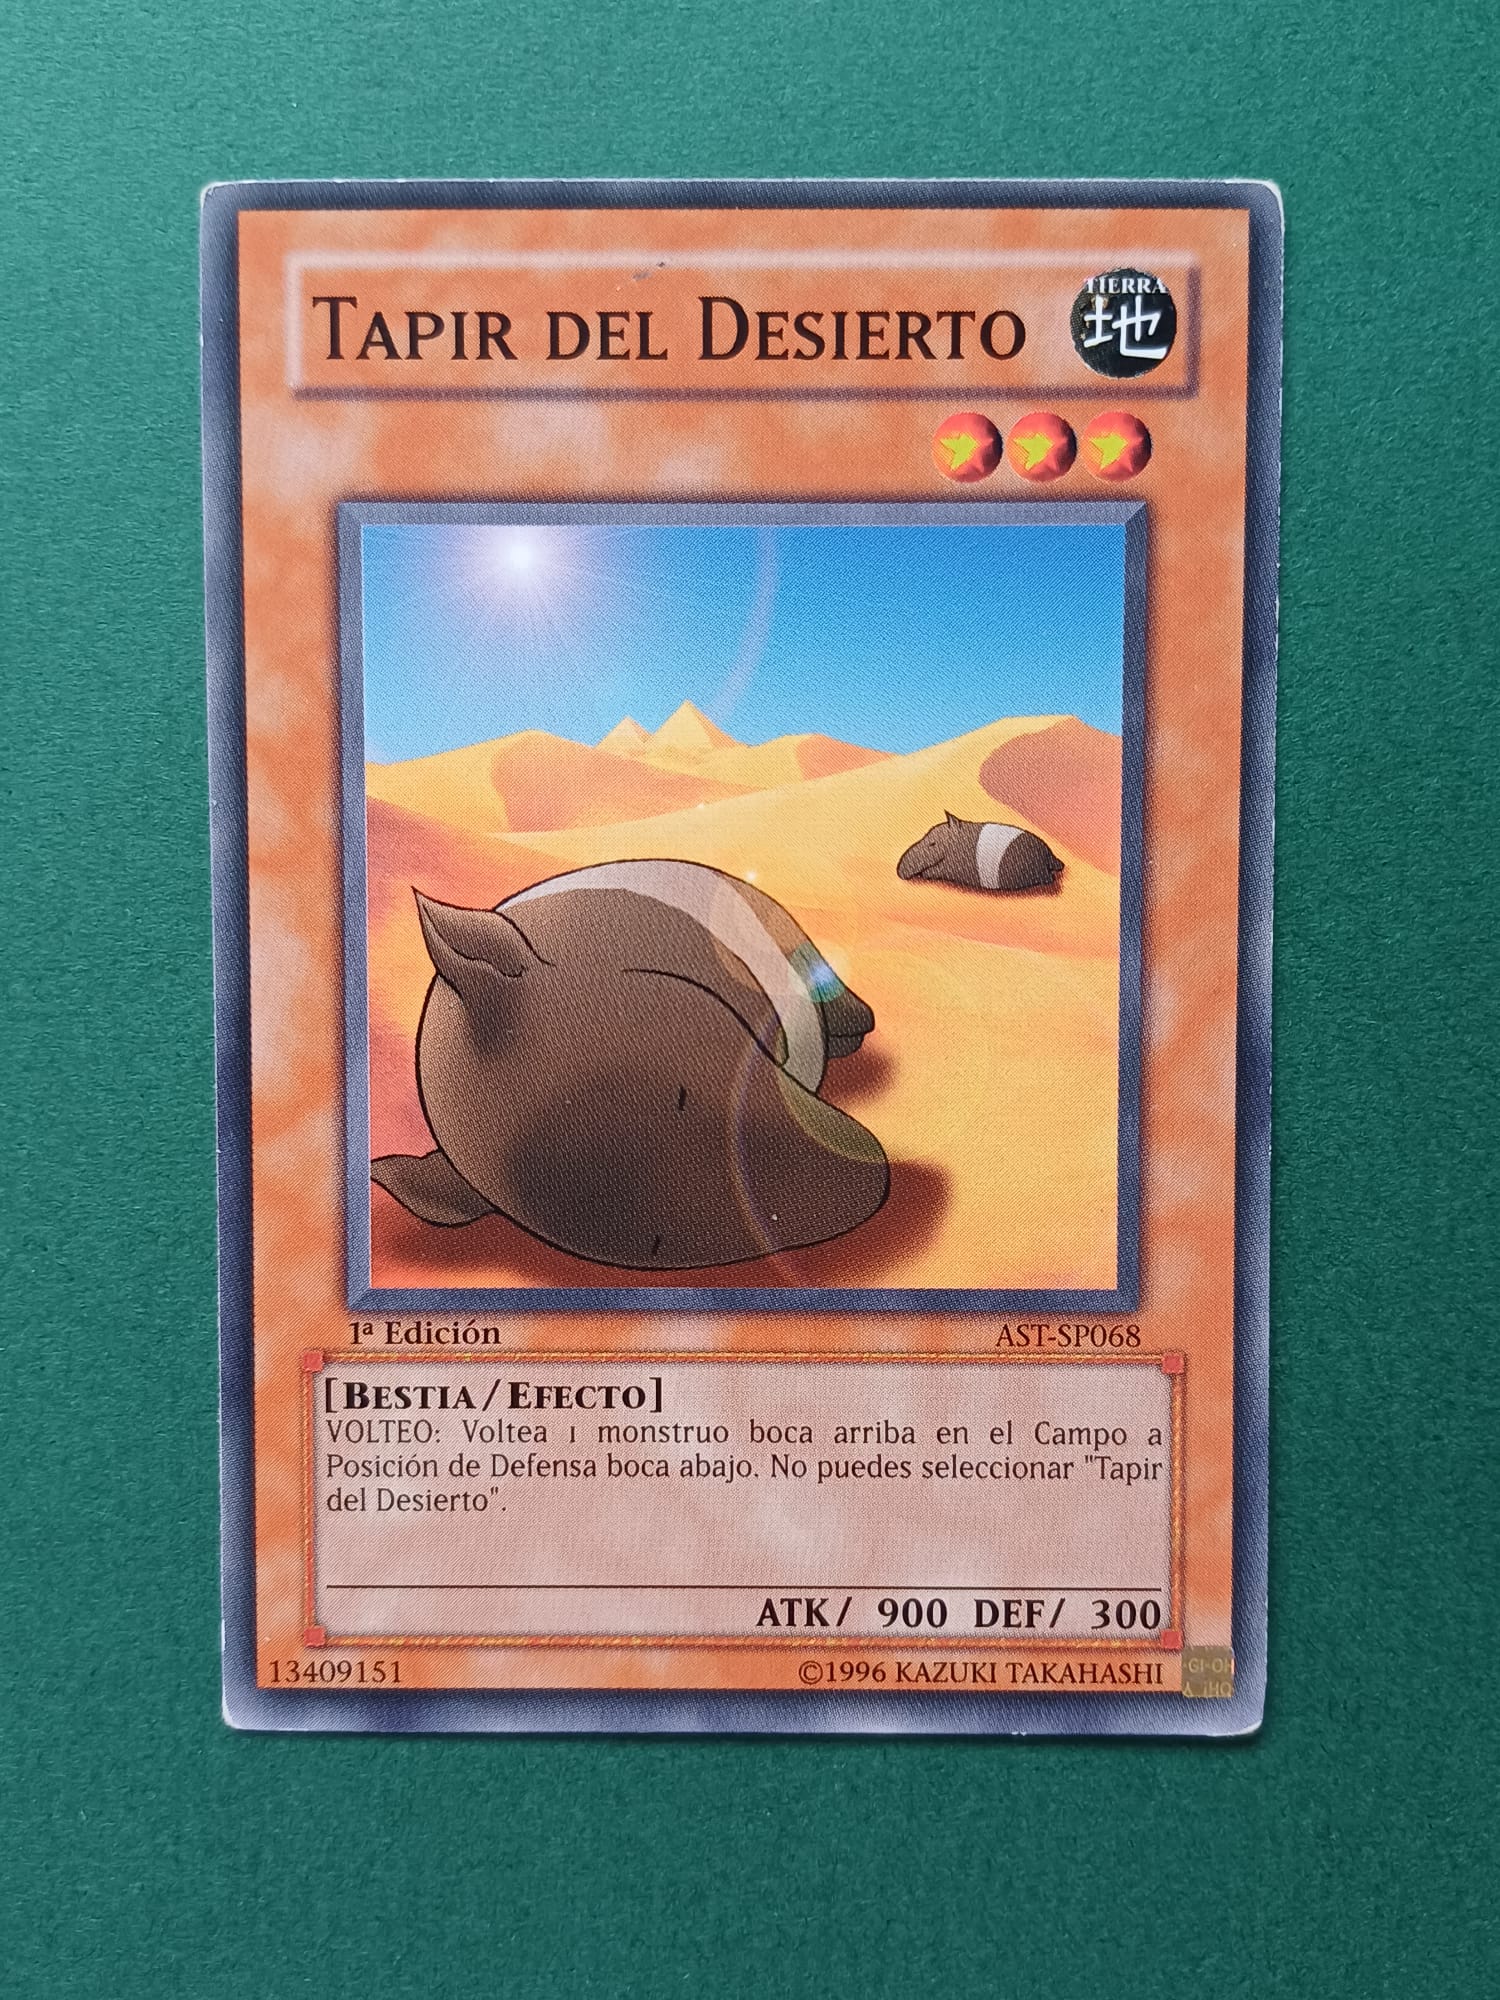 TAPIR DEL DESIERTO
TIERRA
地
1ª Edición
AST-SP068
[BESTIA/EFECTO]
VOLTEO: Voltea 1 monstruo boca arriba en el Campo a
Posición de Defensa boca abajo. No puedes seleccionar "Tapir
del Desierto".
ATK/ 900 DEF/ 300
13409151
©1996 KAZUKI TAKAHASHI